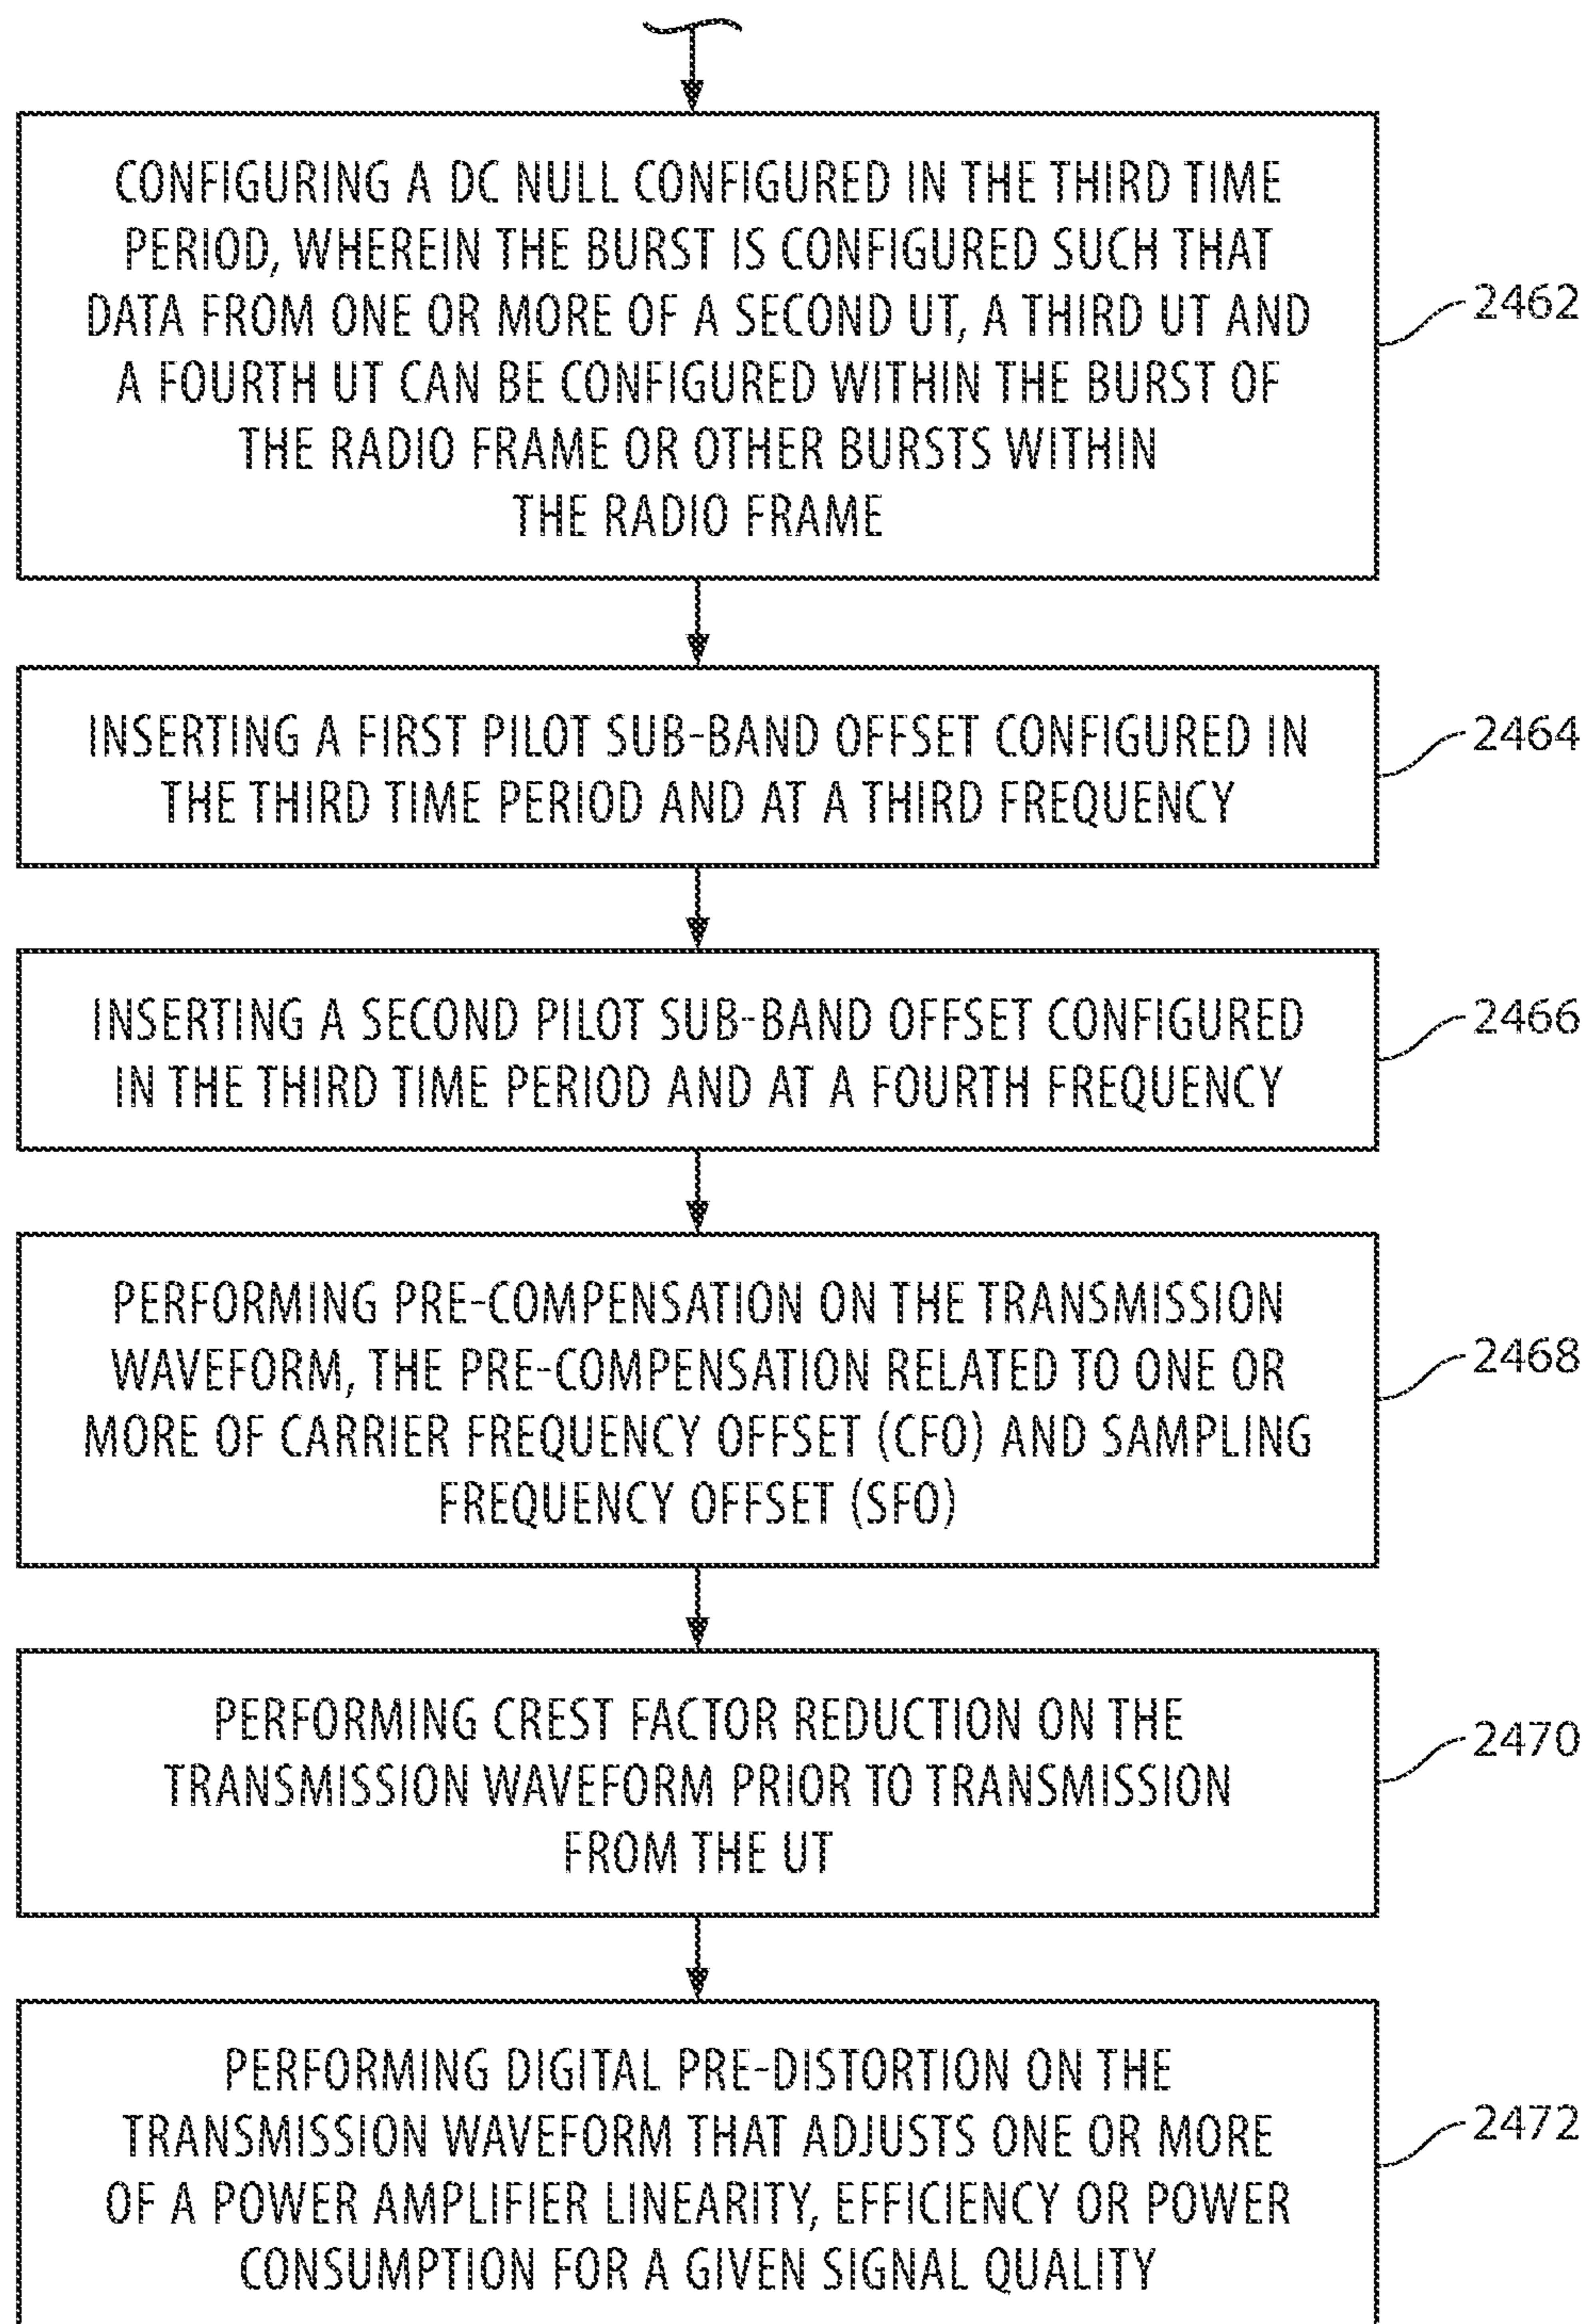 CONFIGURING A DC NULL CONFIGURED IN THE THIRD TIME
PERIOD, WHEREIN THE BURST IS CONFIGURED SUCH THAT
DATA FROM ONE OR MORE OF A SECOND UT, A THIRD UT AND
A FOURTH UT CAN BE CONFIGURED WITHIN THE BURST OF
THE RADIO FRAME OR OTHER BURSTS WITHIN
THE RADIO FRAME
2462
INSERTING A FIRST PILOT SUB-BAND OFFSET CONFIGURED IN
THE THIRD TIME PERIOD AND AT A THIRD FREQUENCY
2464
INSERTING A SECOND PILOT SUB-BAND OFFSET CONFIGURED
IN THE THIRD TIME PERIOD AND AT A FOURTH FREQUENCY
2466
PERFORMING PRE-COMPENSATION ON THE TRANSMISSION
WAVEFORM, THE PRE-COMPENSATION RELATED TO ONE OR
MORE OF CARRIER FREQUENCY OFFSET (CFO) AND SAMPLING
FREQUENCY OFFSET (SFO)
2468
PERFORMING CREST FACTOR REDUCTION ON THE
TRANSMISSION WAVEFORM PRIOR TO TRANSMISSION
FROM THE UT
2470
PERFORMING DIGITAL PRE-DISTORTION ON THE
TRANSMISSION WAVEFORM THAT ADJUSTS ONE OR MORE
OF A POWER AMPLIFIER LINEARITY, EFFICIENCY OR POWER
CONSUMPTION FOR A GIVEN SIGNAL QUALITY
2472